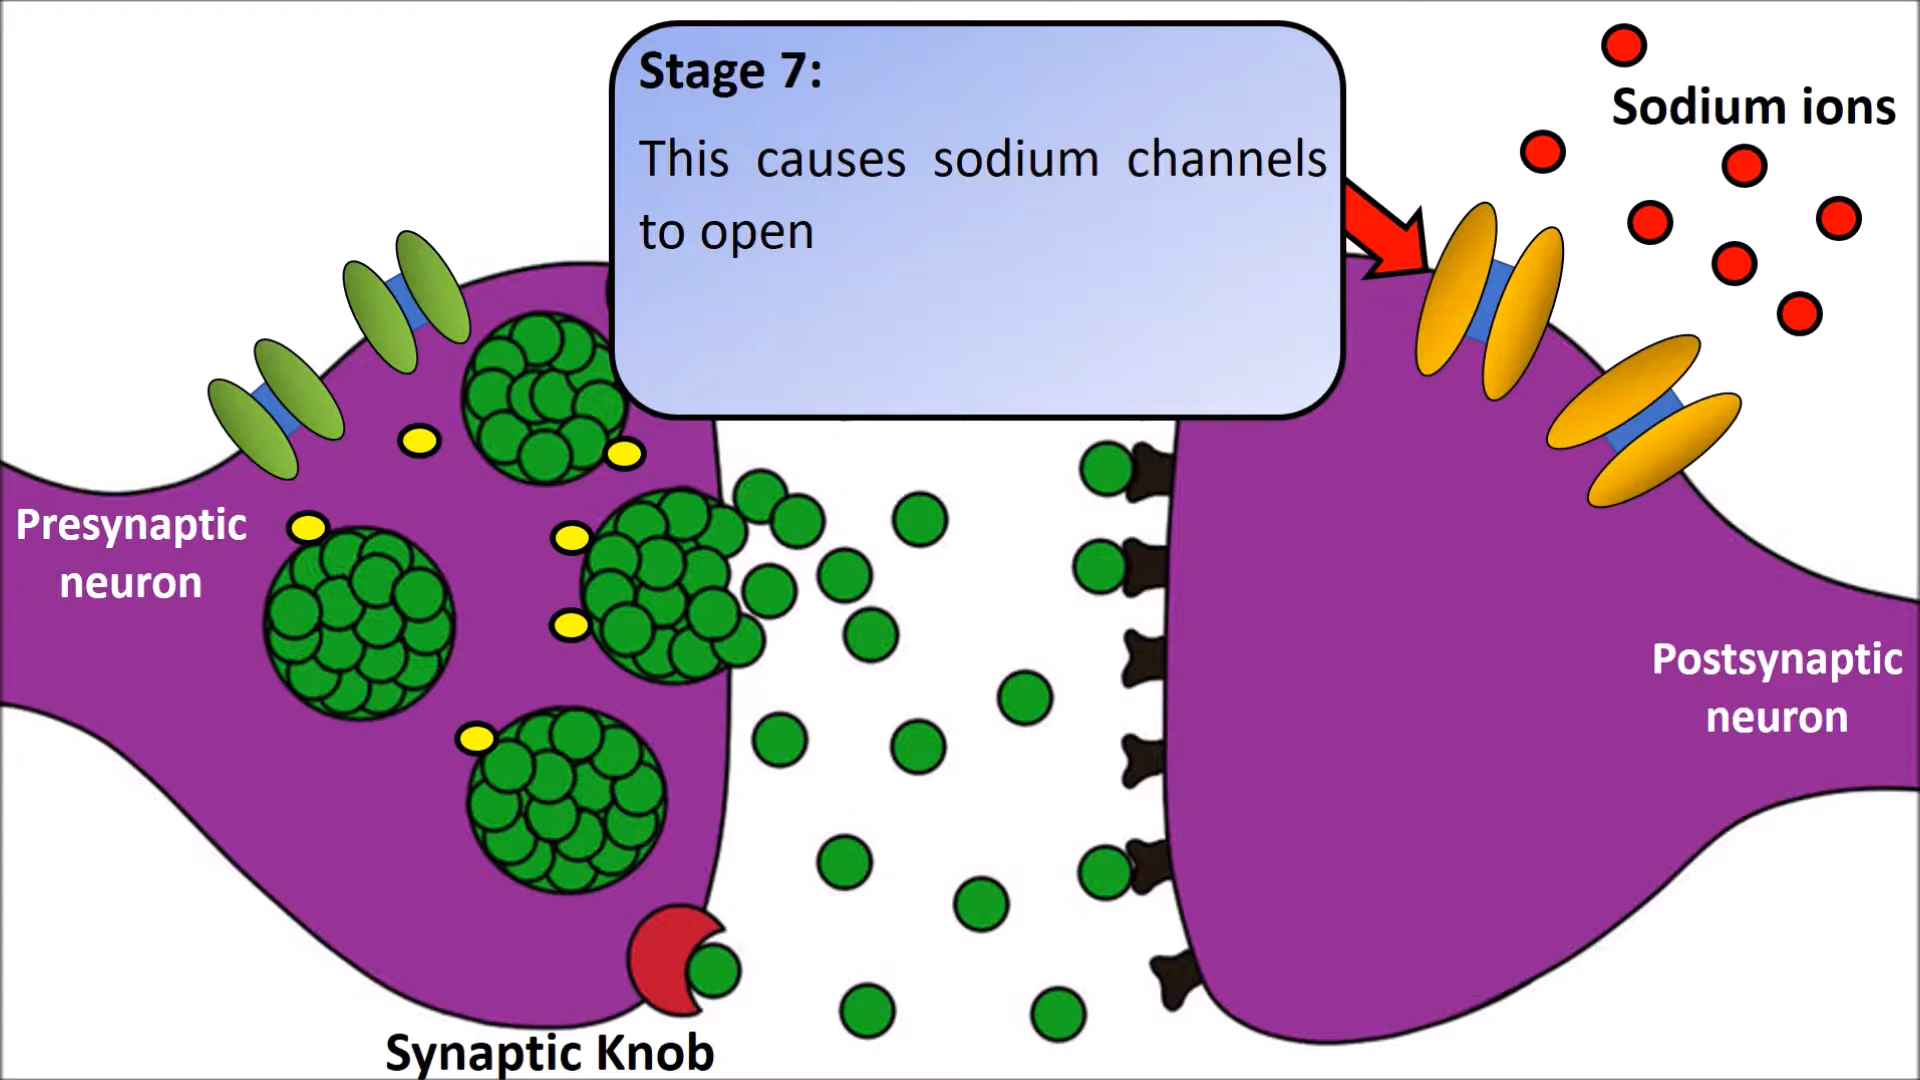 Stage 7:
This causes sodium channels
to open
Sodium ions
Presynaptic
neuron
Postsynaptic
neuron
Synaptic Knob